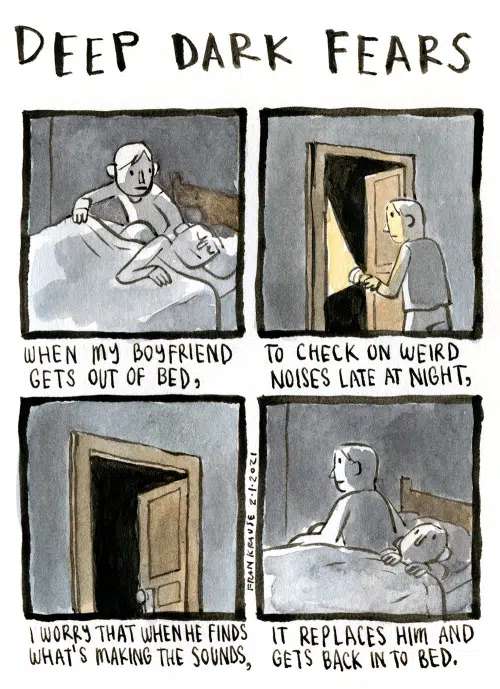 DEEP DARK FEARS
WHEN MY BOYFRIEND
GETS OUT OF BED,
TO CHECK ON WEIRD
NOISES LATE AT NIGHT,
I WORRY THAT WHEN HE FINDS
WHAT'S MAKING THE SOUNDS,
FRAN KRAUSE 2·1·2021
IT REPLACES HIM AND
GETS BACK IN TO BED.